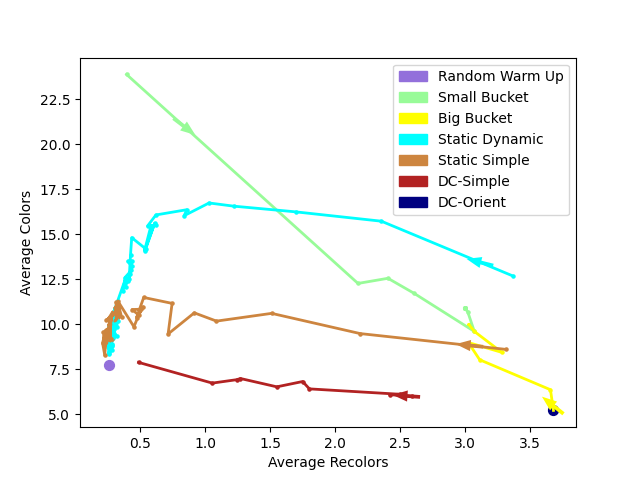 Random Warm Up
Small Bucket
Big Bucket
Static Dynamic
Static Simple
DC-Simple
DC-Orient
Average Colors
22.5
20.0
17.5
15.0
12.5
10.0
7.5
5.0
0.5 1.0 1.5 2.0 2.5 3.0 3.5
Average Recolors